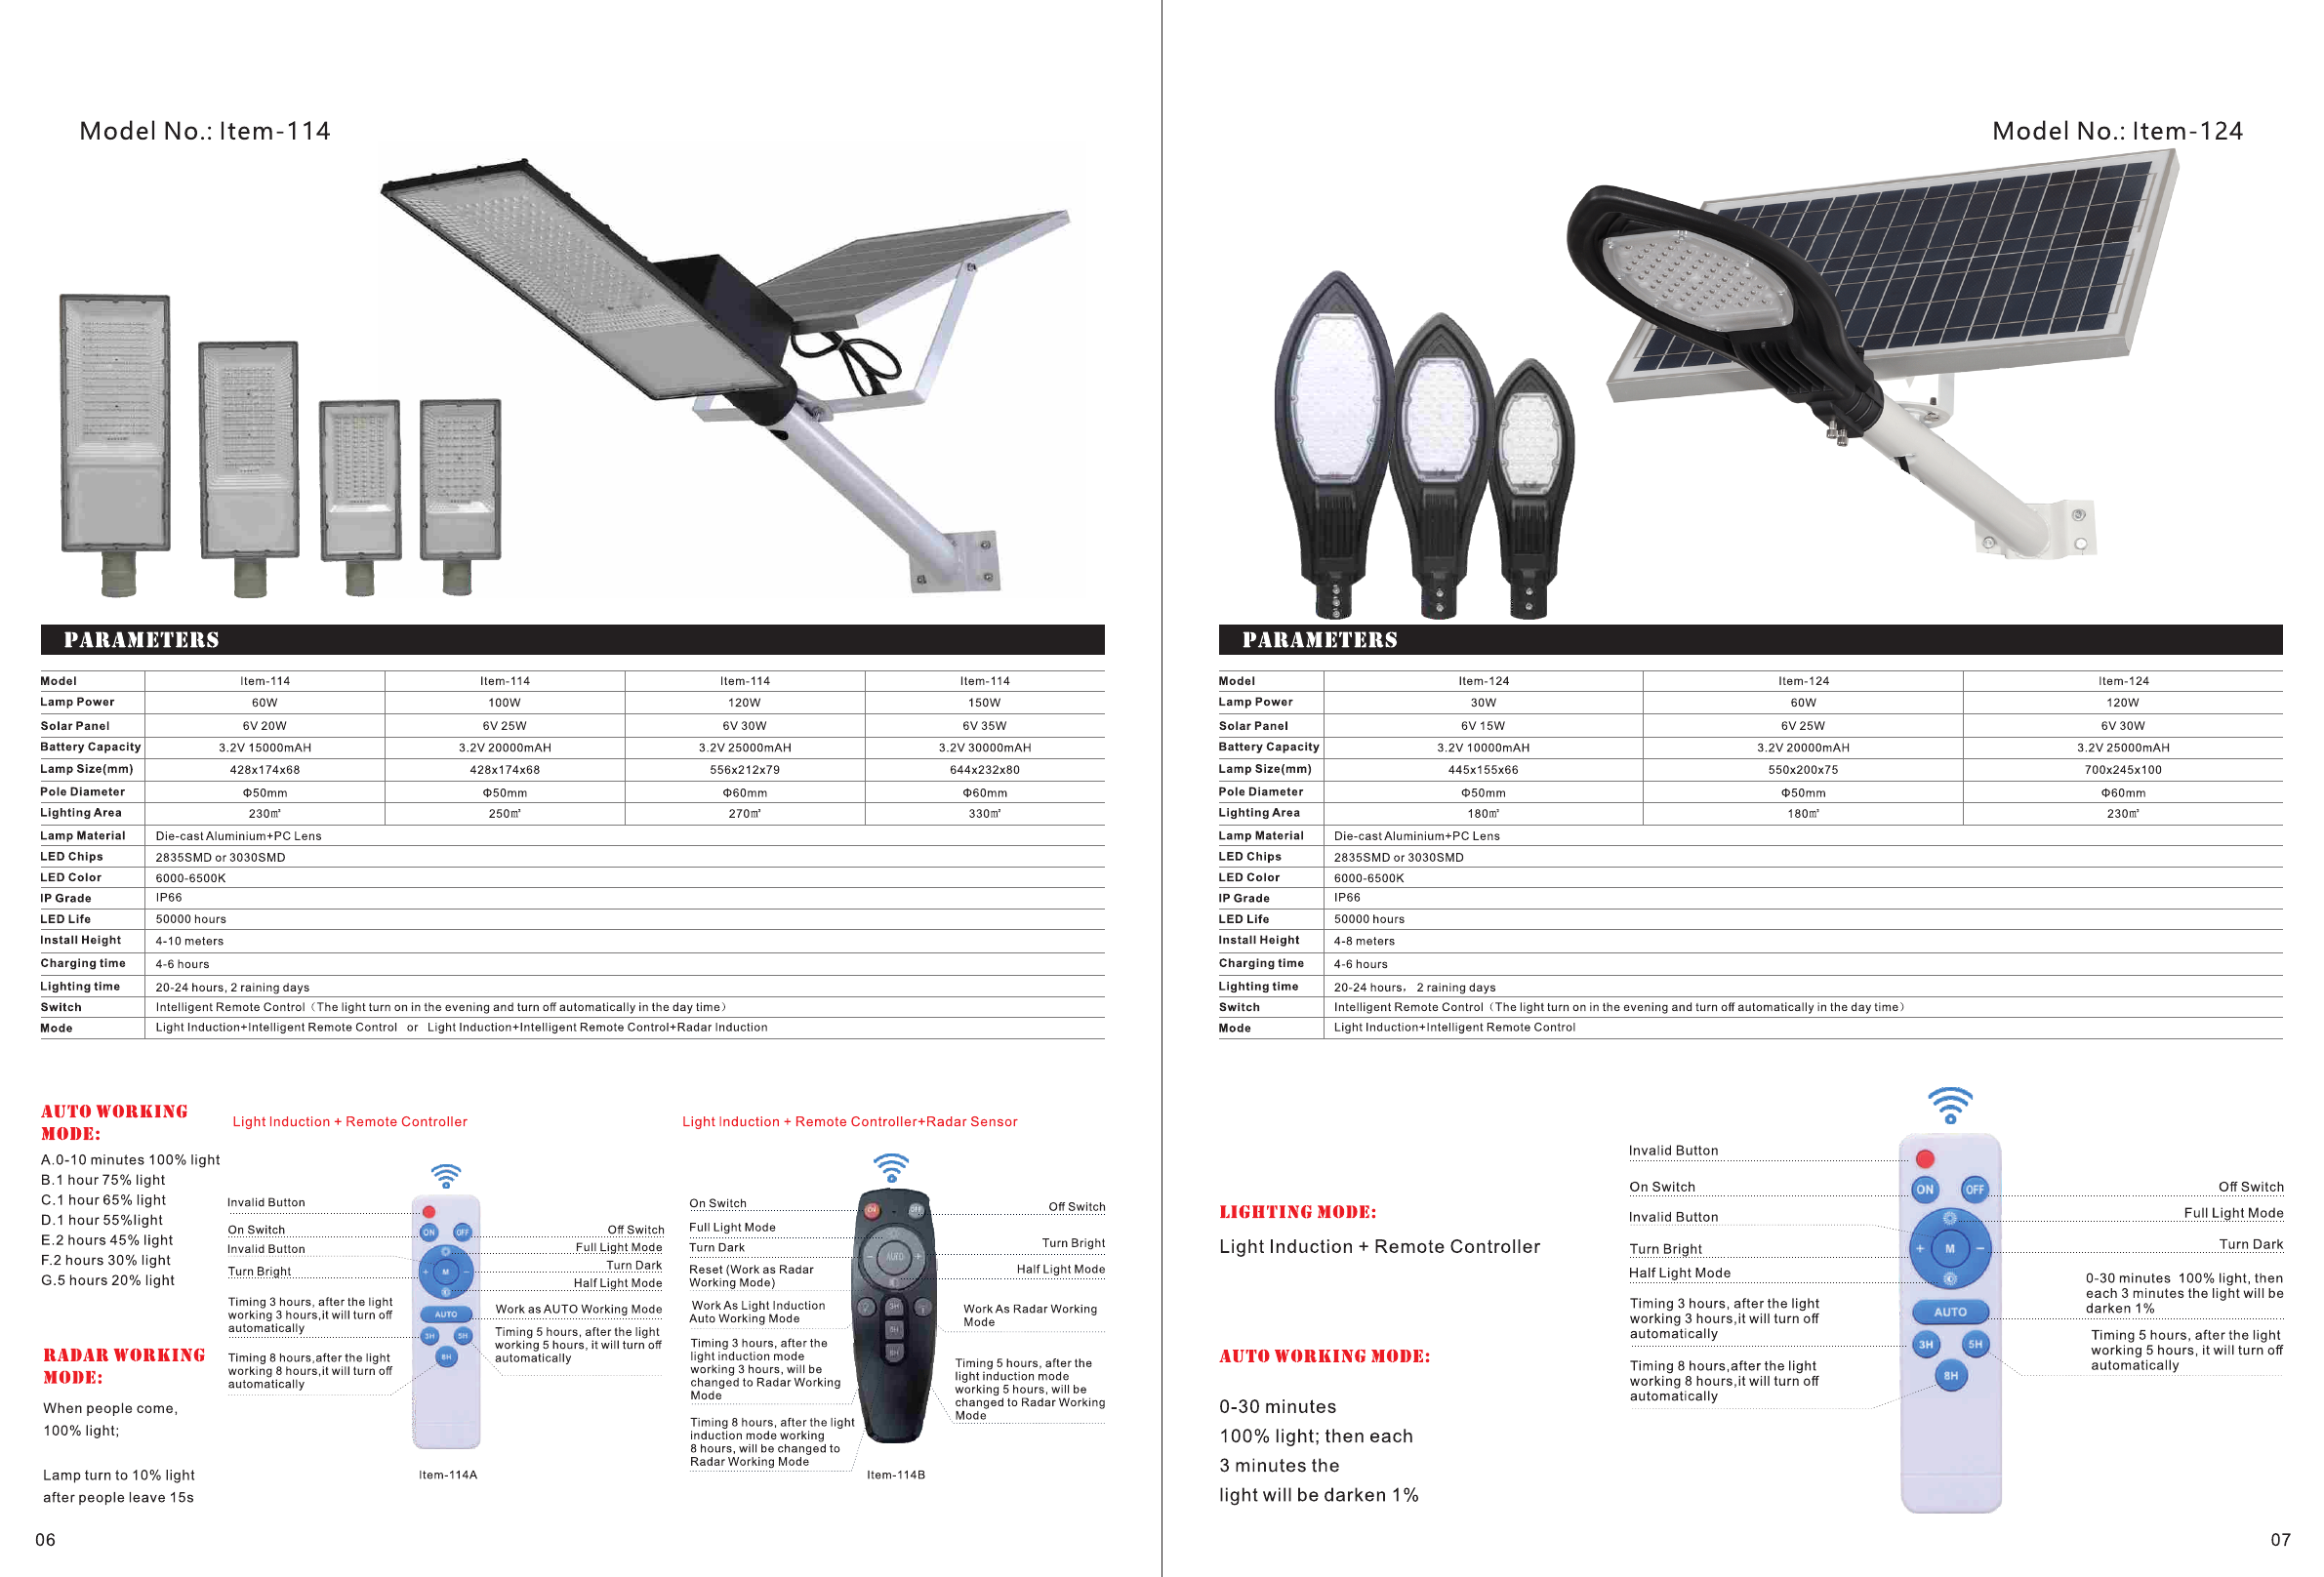 Model No.: Item-114
PARAMETERS
Model Item-114 Item-114 Item-114 Item-114
Lamp Power 60W 100W 120W 150W
Solar Panel 6V 20W 6V 25W 6V 30W 6V 35W
Battery Capacity 3.2V 15000mAH 3.2V 20000mAH 3.2V 25000mAH 3.2V 30000mAH
Lamp Size(mm) 428x174x68 428x174x68 556x212x79 644x232x80
Pole Diameter Φ50mm Φ50mm Φ60mm Φ60mm
Lighting Area 230㎡ 250㎡ 270㎡ 330㎡
Lamp Material Die-cast Aluminium+PC Lens
LED Chips 2835SMD or 3030SMD
LED Color 6000-6500K
IP Grade IP66
LED Life 50000 hours
Install Height 4-10 meters
Charging time 4-6 hours
Lighting time 20-24 hours, 2 raining days
Switch Intelligent Remote Control（The light turn on in the evening and turn off automatically in the day time）
Mode Light Induction+Intelligent Remote Control or Light Induction+Intelligent Remote Control+Radar Induction
AUTO WORKING
MODE:
A.0-10 minutes 100% light
B.1 hour 75% light
C.1 hour 65% light
D.1 hour 55%light
E.2 hours 45% light
F.2 hours 30% light
G.5 hours 20% light
RADAR WORKING
MODE:
When people come,
100% light;
Lamp turn to 10% light
after people leave 15s
Light Induction + Remote Controller
Invalid Button
On Switch
Invalid Button
Turn Bright
Timing 3 hours, after the light
working 3 hours,it will turn off
automatically
Timing 8 hours,after the light
working 8 hours,it will turn off
automatically
ON OFF
+ M -
AUTO
3H 5H
8H
Off Switch
Full Light Mode
Turn Dark
Half Light Mode
Work as AUTO Working Mode
Timing 5 hours, after the light
working 5 hours, it will turn off
automatically
Item-114A
Light Induction + Remote Controller+Radar Sensor
On Switch
Full Light Mode
Turn Dark
Reset (Work as Radar
Working Mode)
Work As Light Induction
Auto Working Mode
Timing 3 hours, after the
light induction mode
working 3 hours, will be
changed to Radar Working
Mode
Timing 8 hours, after the light
induction mode working
8 hours, will be changed to
Radar Working Mode
ON OFF
- AUTO +
3H
5H
8H
Off Switch
Turn Bright
Half Light Mode
Work As Radar Working
Mode
Timing 5 hours, after the
light induction mode
working 5 hours, will be
changed to Radar Working
Mode
Item-114B
06
Model No.: Item-124
PARAMETERS
Model Item-124 Item-124 Item-124
Lamp Power 30W 60W 120W
Solar Panel 6V 15W 6V 25W 6V 30W
Battery Capacity 3.2V 10000mAH 3.2V 20000mAH 3.2V 25000mAH
Lamp Size(mm) 445x155x66 550x200x75 700x245x100
Pole Diameter Φ50mm Φ50mm Φ60mm
Lighting Area 180㎡ 180㎡ 230㎡
Lamp Material Die-cast Aluminium+PC Lens
LED Chips 2835SMD or 3030SMD
LED Color 6000-6500K
IP Grade IP66
LED Life 50000 hours
Install Height 4-8 meters
Charging time 4-6 hours
Lighting time 20-24 hours， 2 raining days
Switch Intelligent Remote Control（The light turn on in the evening and turn off automatically in the day time）
Mode Light Induction+Intelligent Remote Control
LIGHTING MODE:
Light Induction + Remote Controller
AUTO WORKING MODE:
0-30 minutes
100% light; then each
3 minutes the
light will be darken 1%
Invalid Button
On Switch
Invalid Button
Turn Bright
Half Light Mode
Timing 3 hours, after the light
working 3 hours,it will turn off
automatically
Timing 8 hours,after the light
working 8 hours,it will turn off
automatically
ON OFF
+ M -
AUTO
3H 5H
8H
Off Switch
Full Light Mode
Turn Dark
0-30 minutes 100% light, then
each 3 minutes the light will be
darken 1%
Timing 5 hours, after the light
working 5 hours, it will turn off
automatically
07